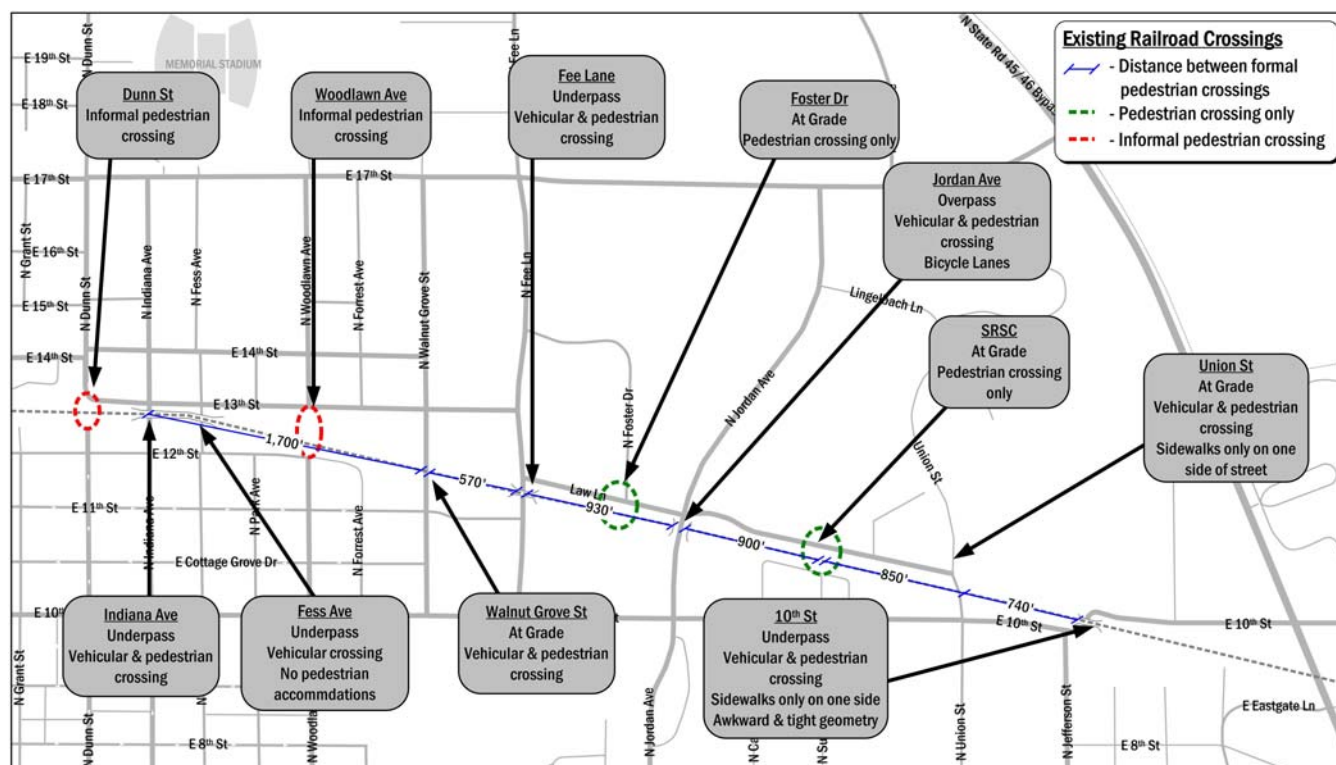 MEMORIAL STADIUM
Existing Railroad Crossings
- Distance between formal
pedestrian crossings
- Pedestrian crossing only
- Informal pedestrian crossing
Dunn St
Informal pedestrian
crossing
Woodlawn Ave
Informal pedestrian
crossing
Fee Lane
Underpass
Vehicular & pedestrian
crossing
Foster Dr
At Grade
Pedestrian crossing only
Jordan Ave
Overpass
Vehicular & pedestrian
crossing
Bicycle Lanes
SRSC
At Grade
Pedestrian crossing
only
Union St
At Grade
Vehicular & pedestrian
crossing
Sidewalks only on one
side of street
Indiana Ave
Underpass
Vehicular & pedestrian
crossing
Fess Ave
Underpass
Vehicular crossing
No pedestrian
accommdations
Walnut Grove St
At Grade
Vehicular & pedestrian
crossing
10th St
Underpass
Vehicular & pedestrian
crossing
Sidewalks only on one side
Awkward & tight geometry
E 19th St
E 18th St
E 17th St
E 17th St
E 16th St
E 15th St
E 14th St
E 14th St
E 13th St
E 12th St
E 11th St
E Cottage Grove Dr
E 10th St
E 10th St
E 8th St
E 8th St
E Eastgate Ln
Lingelbach Ln
Law Ln
N State Rd 45/46 Bypas
N Dunn St
N Dunn St
N Dunn St
N Grant St
N Grant St
N Indiana Ave
N Indiana Ave
N Fess Ave
N Woodlawn Ave
N Woodla
N Forrest Ave
N Forrest Ave
N Park Ave
N Walnut Grove St
Fee Ln
N Fee Ln
N Foster Dr
N Jordan Ave
N Jordan Ave
Union St
N Union St
N Jefferson St
N Ca
N Su
1,700'
570'
930'
900'
850'
740'